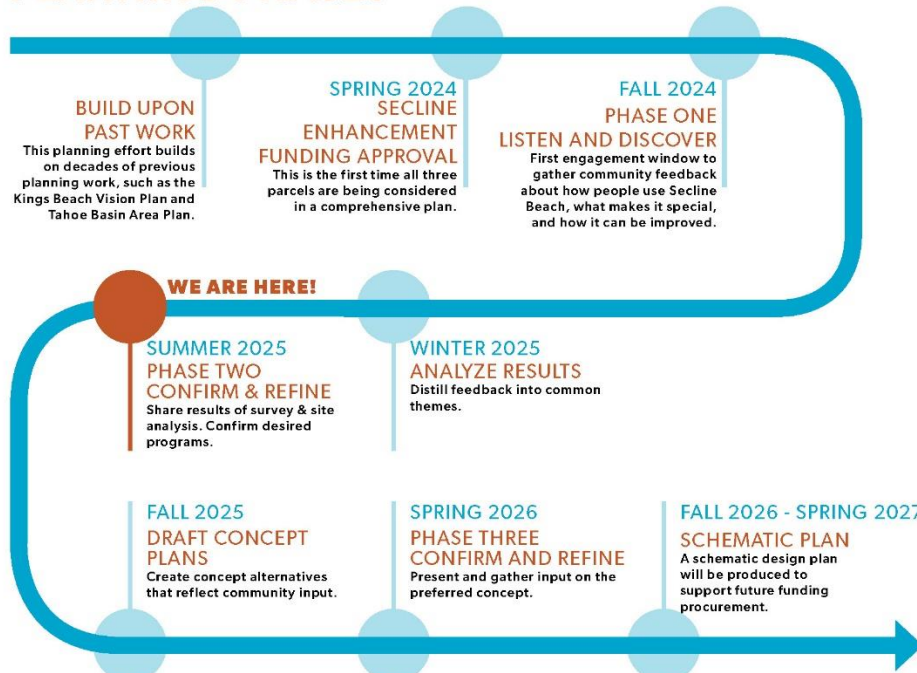 BUILD UPON
PAST WORK
This planning effort builds
on decades of previous
planning work, such as the
Kings Beach Vision Plan and
Tahoe Basin Area Plan.
SPRING 2024
SECLINE
ENHANCEMENT
FUNDING APPROVAL
This is the first time all three
parcels are being considered
in a comprehensive plan.
FALL 2024
PHASE ONE
LISTEN AND DISCOVER
First engagement window to
gather community feedback
about how people use Secline
Beach, what makes it special,
and how it can be improved.
WE ARE HERE!
SUMMER 2025
PHASE TWO
CONFIRM & REFINE
Share results of survey & site
analysis. Confirm desired
programs.
WINTER 2025
ANALYZE RESULTS
Distill feedback into common
themes.
FALL 2025
DRAFT CONCEPT
PLANS
Create concept alternatives
that reflect community input.
SPRING 2026
PHASE THREE
CONFIRM AND REFINE
Present and gather input on the
preferred concept.
FALL 2026 - SPRING 2027
SCHEMATIC PLAN
A schematic design plan
will be produced to
support future funding
procurement.